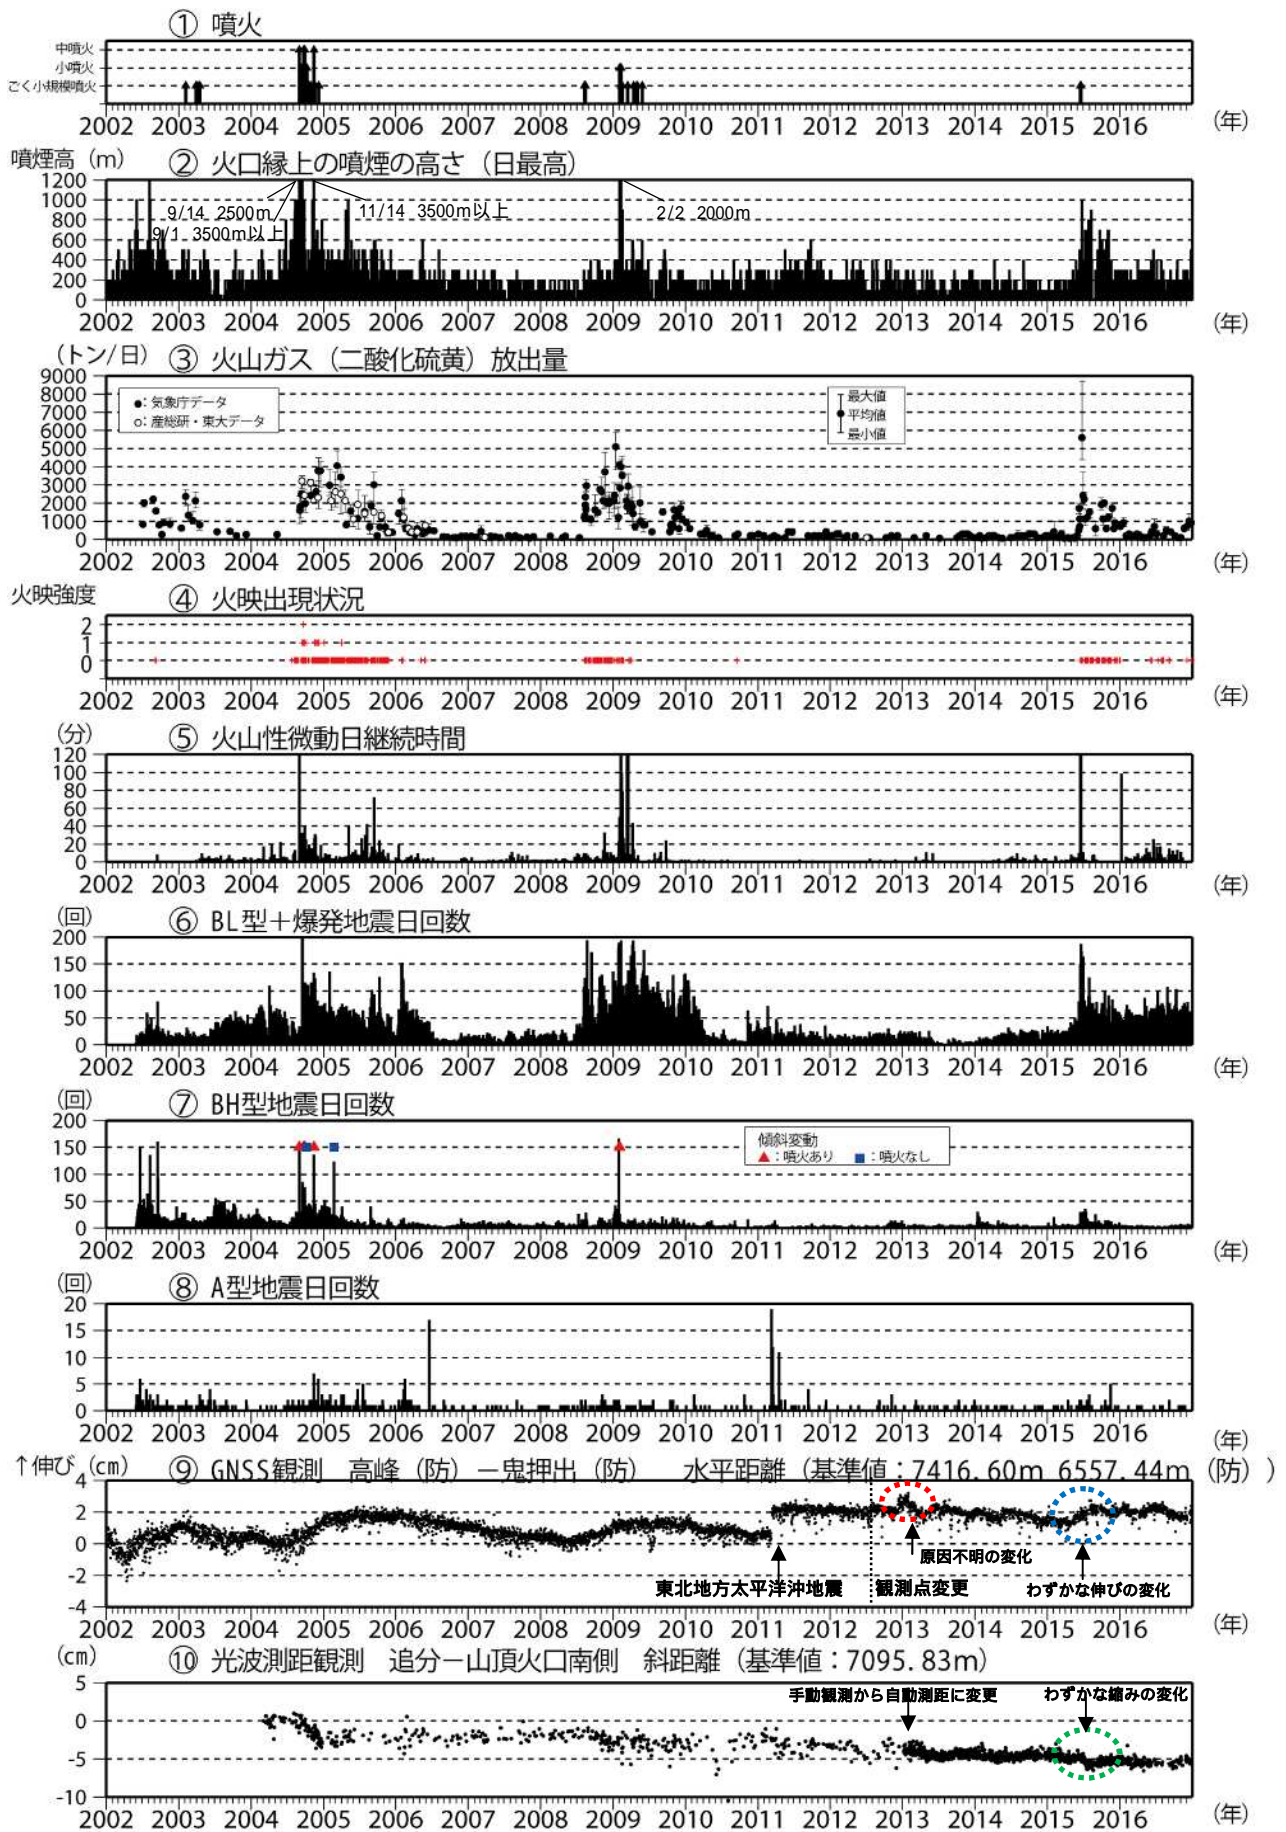 ① 噴火
中噴火
小噴火
ごく小規模噴火
2002 2003 2004 2005 2006 2007 2008 2009 2010 2011 2012 2013 2014 2015 2016 (年)
噴煙高 (m) ② 火口縁上の噴煙の高さ (日最高)
1200
1000
800
600
400
200
0
9/14 2500m
9/1 3500m以上
11/14 3500m以上
2/2 2000m
2002 2003 2004 2005 2006 2007 2008 2009 2010 2011 2012 2013 2014 2015 2016 (年)
(トン/日) ③ 火山ガス (二酸化硫黄) 放出量
9000
8000
7000
6000
5000
4000
3000
2000
1000
0
●: 気象庁データ
○: 産総研・東大データ
最大値
平均値
最小値
2002 2003 2004 2005 2006 2007 2008 2009 2010 2011 2012 2013 2014 2015 2016 (年)
火映強度 ④ 火映出現状況
2
1
0
2002 2003 2004 2005 2006 2007 2008 2009 2010 2011 2012 2013 2014 2015 2016 (年)
(分) ⑤ 火山性微動日継続時間
120
100
80
60
40
20
0
2002 2003 2004 2005 2006 2007 2008 2009 2010 2011 2012 2013 2014 2015 2016 (年)
(回) ⑥ BL型＋爆発地震日回数
200
150
100
50
0
2002 2003 2004 2005 2006 2007 2008 2009 2010 2011 2012 2013 2014 2015 2016 (年)
(回) ⑦ BH型地震日回数
200
150
100
50
0
傾斜変動
▲：噴火あり ■：噴火なし
2002 2003 2004 2005 2006 2007 2008 2009 2010 2011 2012 2013 2014 2015 2016 (年)
(回) ⑧ A型地震日回数
20
15
10
5
0
2002 2003 2004 2005 2006 2007 2008 2009 2010 2011 2012 2013 2014 2015 2016 (年)
↑伸び (cm) ⑨ GNSS観測 高峰 (防) －鬼押出 (防) 水平距離 (基準値：7416.60m 6557.44m (防) )
4
2
0
-2
-4
原因不明の変化
東北地方太平洋沖地震
観測点変更
わずかな伸びの変化
2002 2003 2004 2005 2006 2007 2008 2009 2010 2011 2012 2013 2014 2015 2016 (年)
(cm) ⑩ 光波測距観測 追分－山頂火口南側 斜距離 (基準値：7095.83m)
5
0
-5
-10
手動観測から自動測距に変更
わずかな縮みの変化
2002 2003 2004 2005 2006 2007 2008 2009 2010 2011 2012 2013 2014 2015 2016 (年)